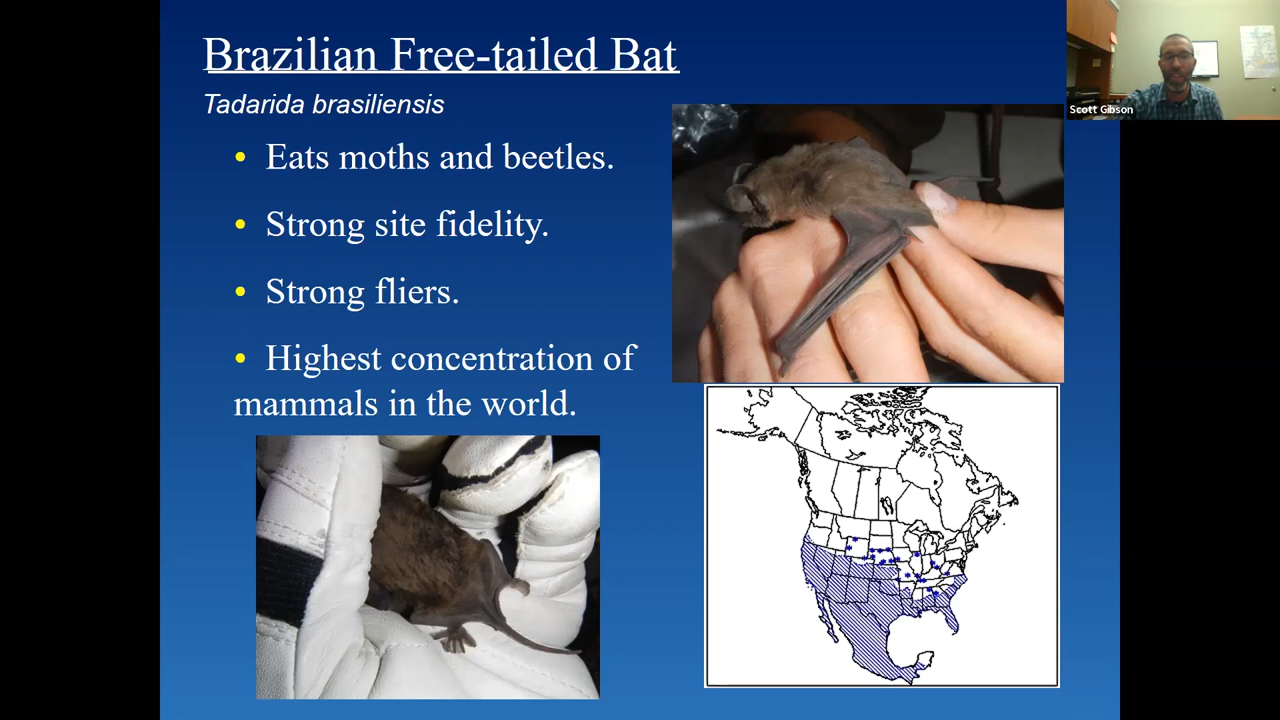 Brazilian Free-tailed Bat
Tadarida brasiliensis
• Eats moths and beetles.
• Strong site fidelity.
• Strong fliers.
• Highest concentration of
mammals in the world.
Scott Gibson